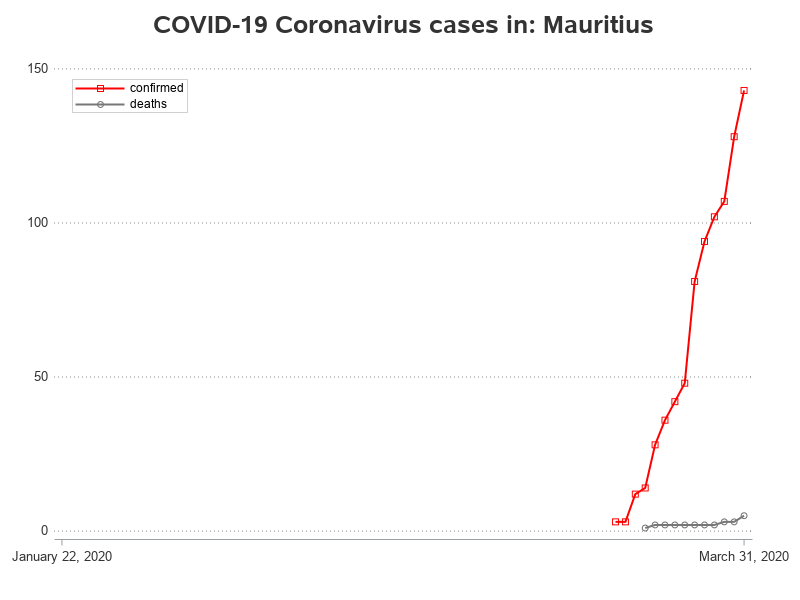 COVID-19 Coronavirus cases in: Mauritius
150
confirmed
deaths
100
50
0
January 22, 2020
March 31, 2020